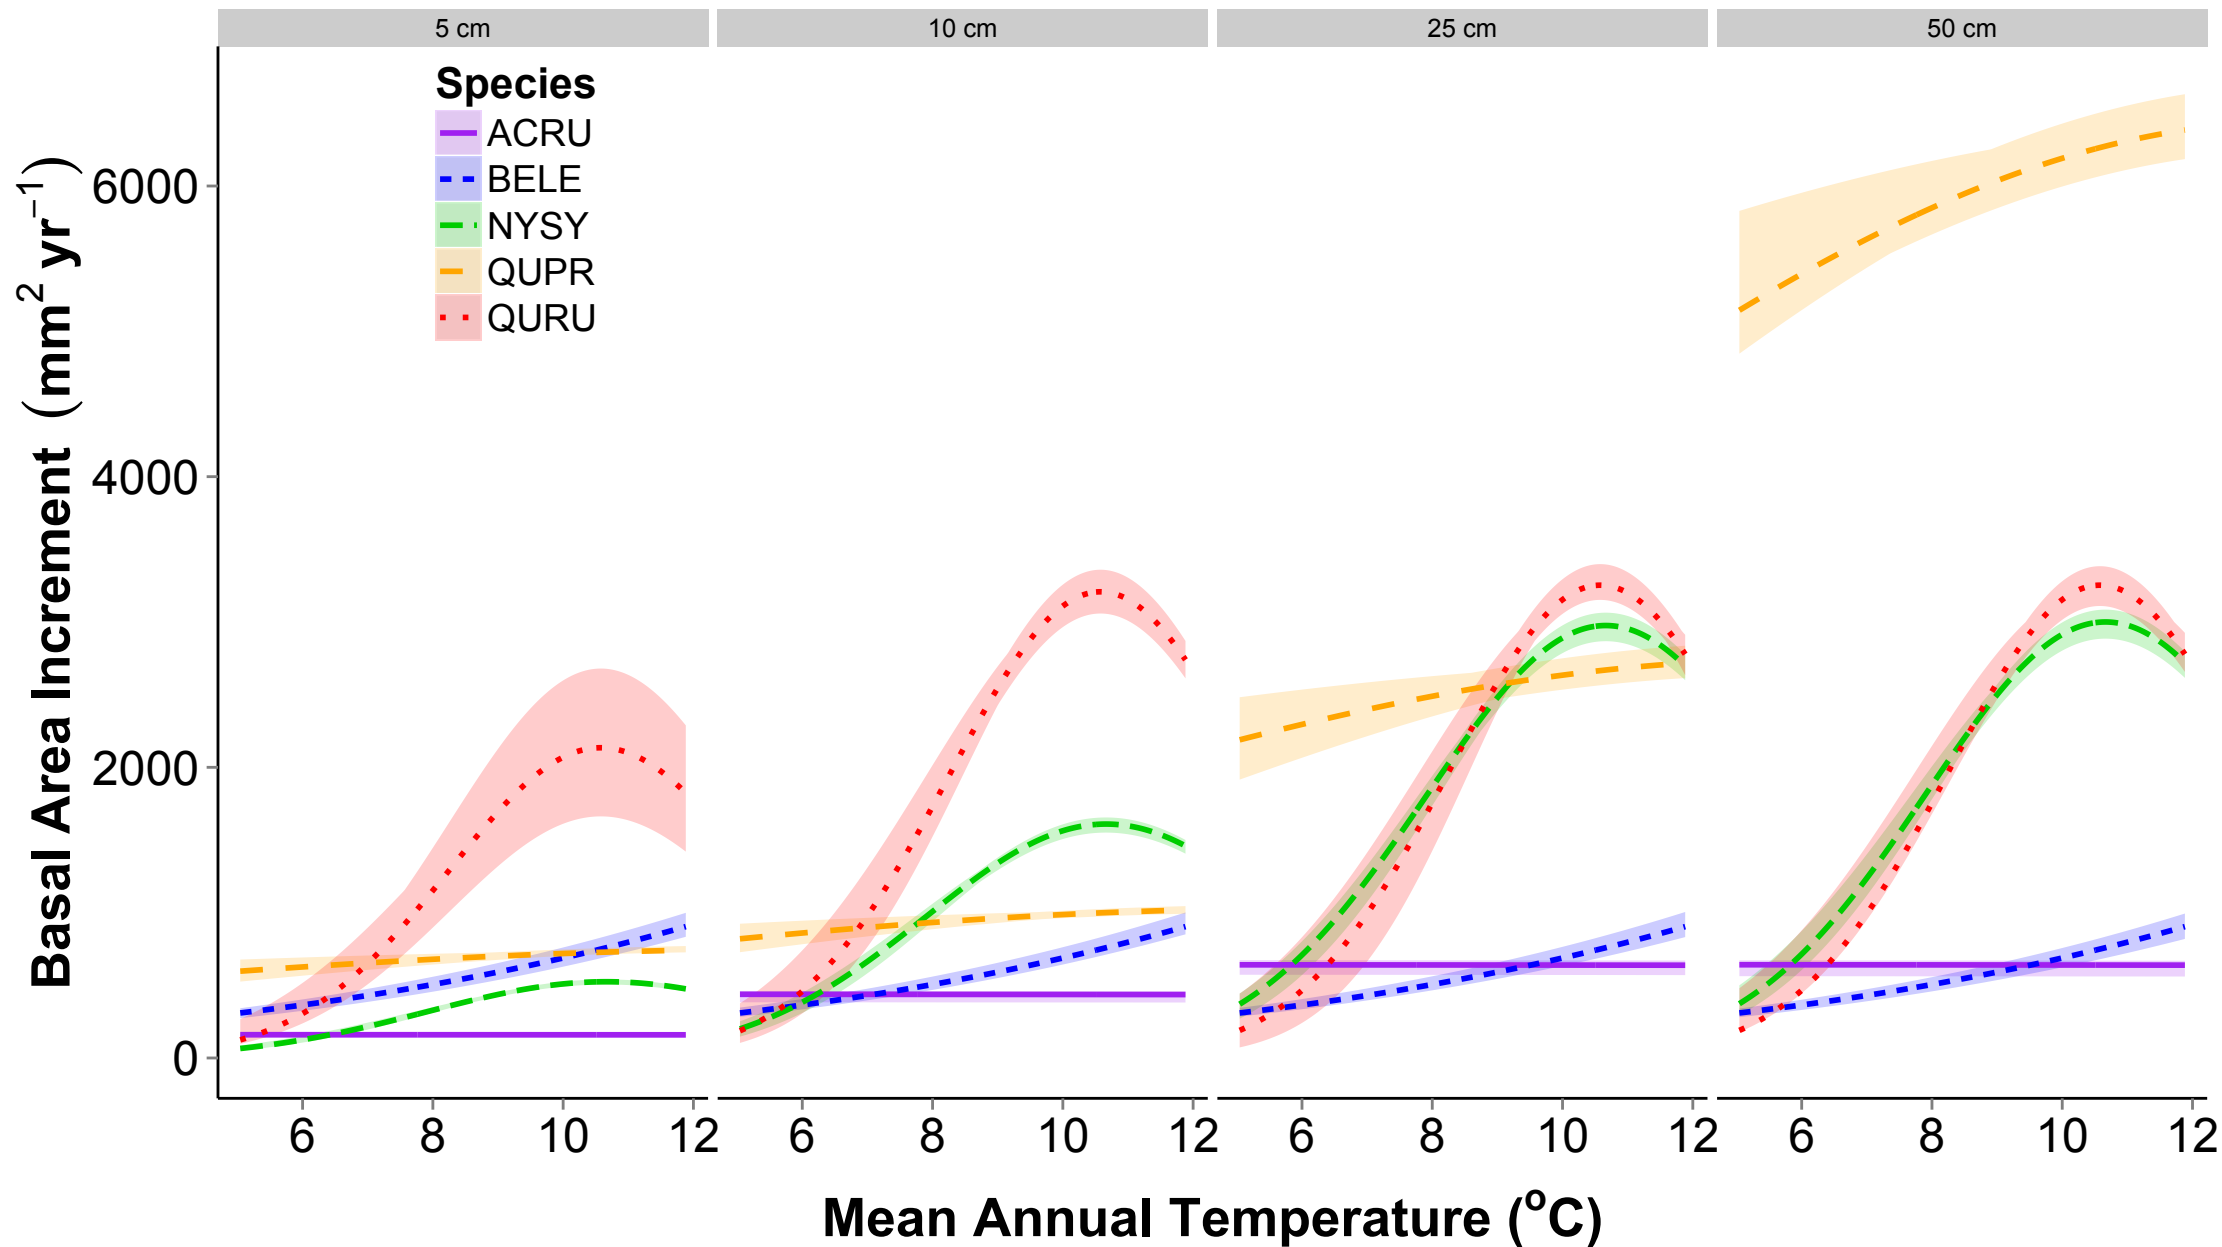 5 cm 10 cm 25 cm 50 cm
Species
ACRU
BELE
NYSY
QUPR
QURU
Basal Area Increment (mm² yr⁻¹)
6000
4000
2000
0
6 8 10 12 6 8 10 12 6 8 10 12 6 8 10 12
Mean Annual Temperature (°C)